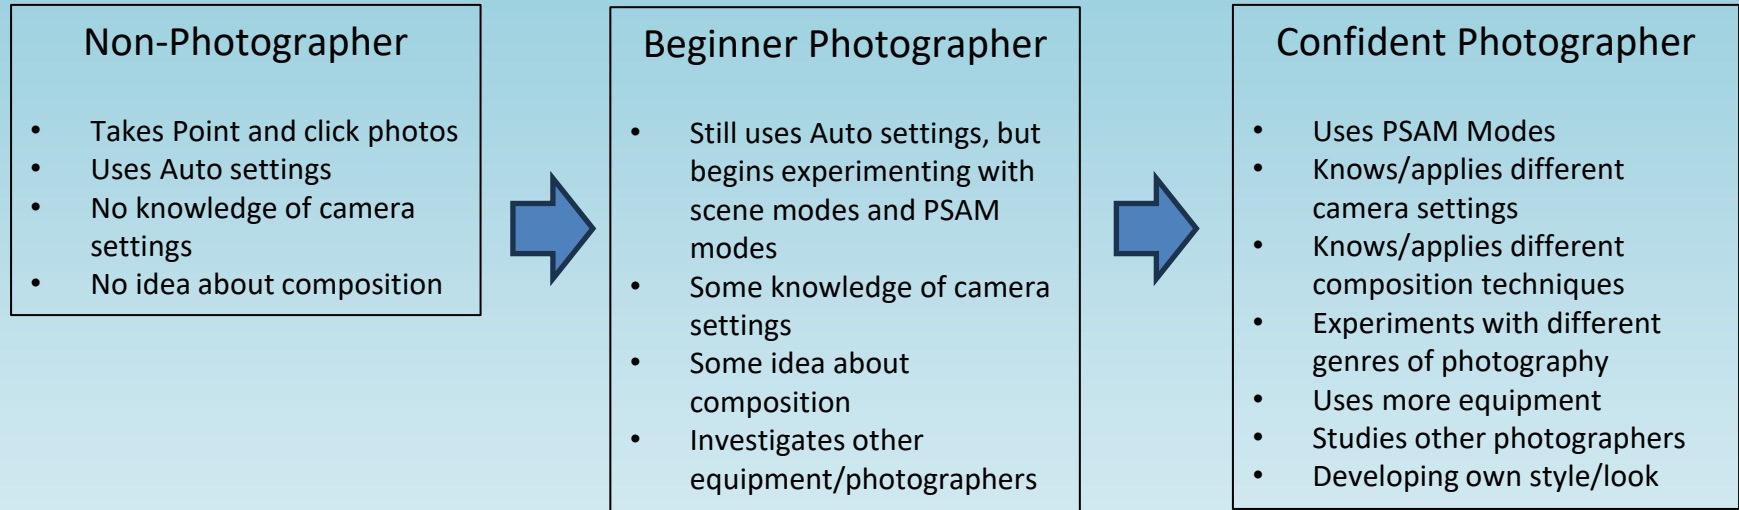 Non-Photographer
• Takes Point and click photos
• Uses Auto settings
• No knowledge of camera
settings
• No idea about composition
Beginner Photographer
• Still uses Auto settings, but
begins experimenting with
scene modes and PSAM
modes
• Some knowledge of camera
settings
• Some idea about
composition
• Investigates other
equipment/photographers
Confident Photographer
• Uses PSAM Modes
• Knows/applies different
camera settings
• Knows/applies different
composition techniques
• Experiments with different
genres of photography
• Uses more equipment
• Studies other photographers
• Developing own style/look